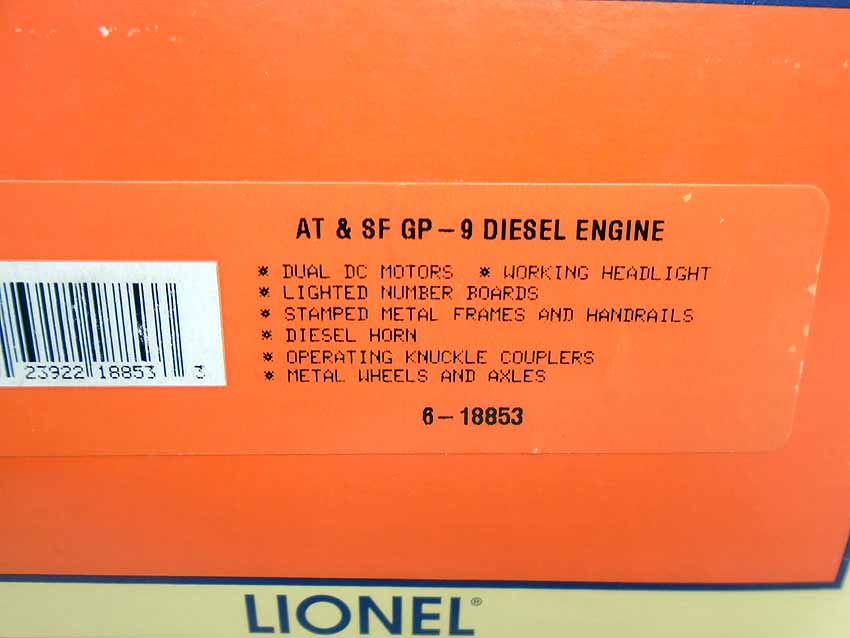 AT & SF GP-9 DIESEL ENGINE
* DUAL DC MOTORS * WORKING HEADLIGHT
* LIGHTED NUMBER BOARDS
* STAMPED METAL FRAMES AND HANDRAILS
* DIESEL HORN
* OPERATING KNUCKLE COUPLERS
* METAL WHEELS AND AXLES
23922 18853 3
6-18853
LIONEL®